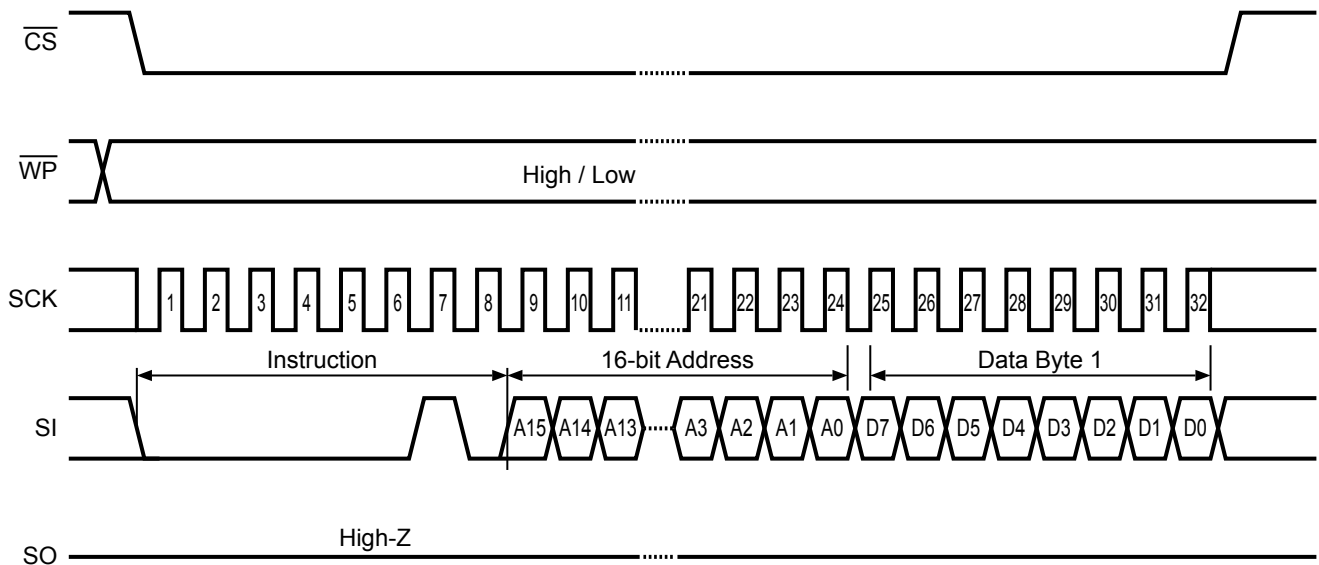 CS
WP
High / Low
SCK
1 2 3 4 5 6 7 8 9 10 11 21 22 23 24 25 26 27 28 29 30 31 32
Instruction 16-bit Address Data Byte 1
SI
A15 A14 A13 A3 A2 A1 A0 D7 D6 D5 D4 D3 D2 D1 D0
High-Z
SO